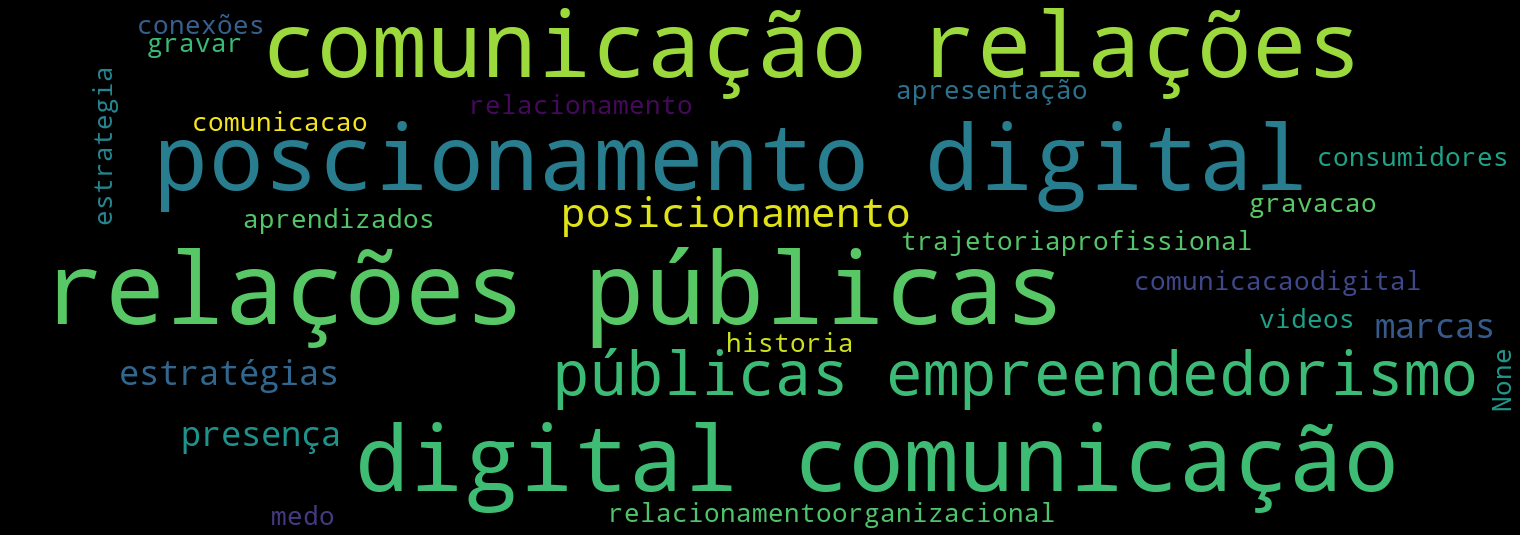 conexões
gravar
comunicação relações
estrategia
relacionamento
apresentação
comunicacao
poscionamento digital
consumidores
aprendizados
posicionamento
gravacao
trajetoriaprofissional
relações públicas
comunicacaodigital
videos
marcas
historia
estratégias
públicas empreendedorismo
None
presença
digital comunicação
medo
relacionamentoorganizacional